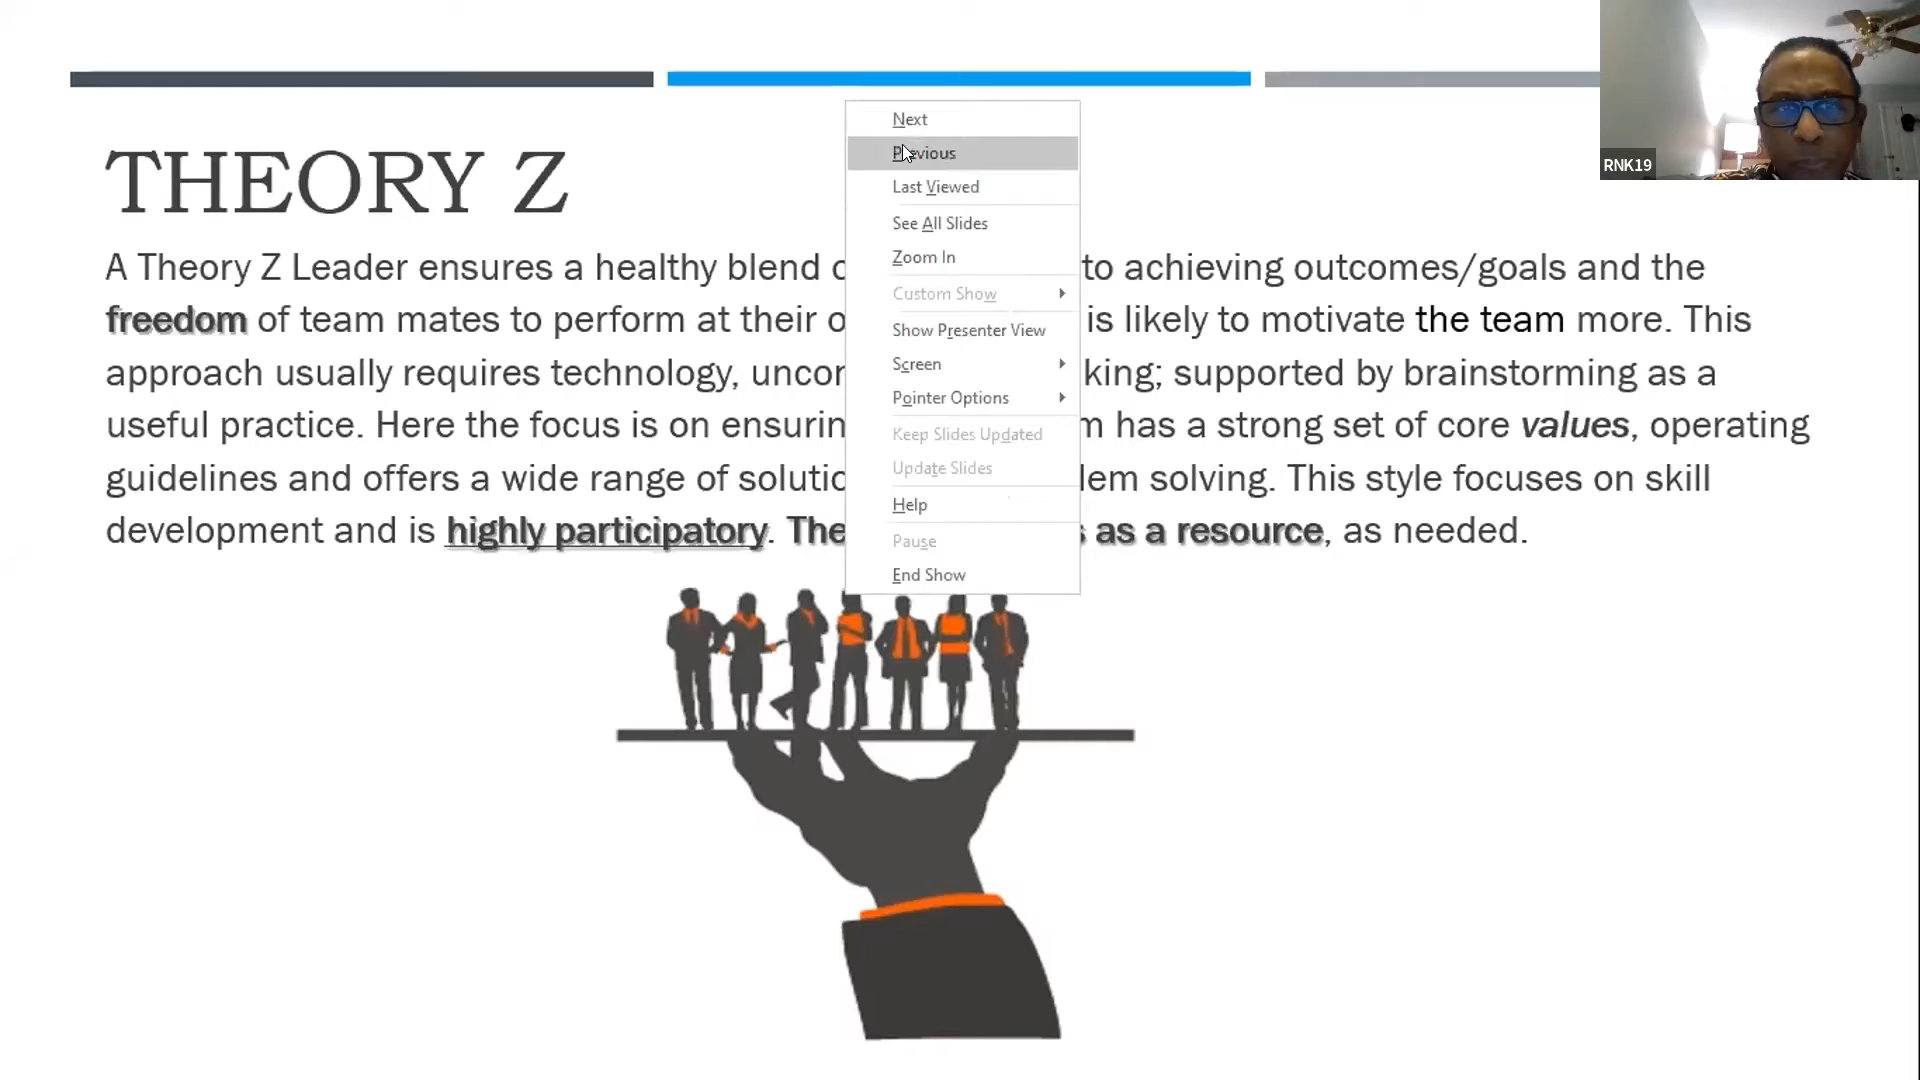 RNK19
THEORY Z
A Theory Z Leader ensures a healthy blend to achieving outcomes/goals and the
freedom of team mates to perform at their is likely to motivate the team more. This
approach usually requires technology, king; supported by brainstorming as a
useful practice. Here the focus is on has a strong set of core values, operating
guidelines and offers a wide range of lem solving. This style focuses on skill
development and is highly participatory. as a resource, as needed.
Next
Previous
Last Viewed
See All Slides
Zoom In
Custom Show
Show Presenter View
Screen
Pointer Options
Keep Slides Updated
Update Slides
Help
Pause
End Show